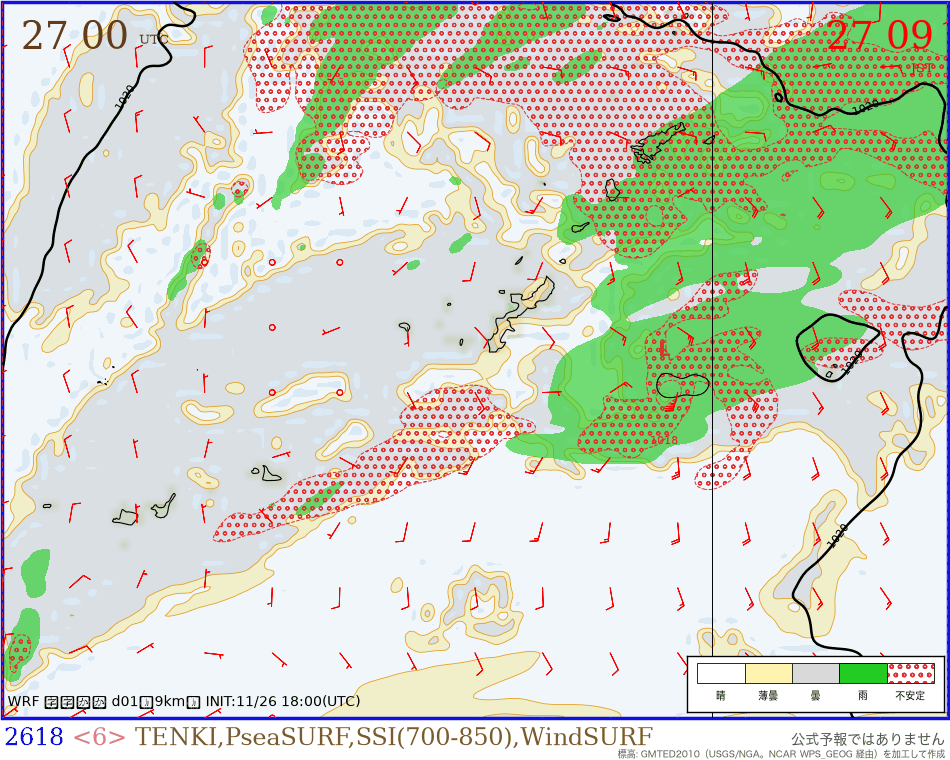 27 00 UTC
27 09
1020
1020
1020
1020
L
1018
晴 薄曇 曇 雨 不安定
WRF d01 9km INIT:11/26 18:00(UTC)
2618 <6> TENKI,PseaSURF,SSI(700-850),WindSURF
公式予報ではありません
標高: GMTED2010（USGS/NGA。NCAR WPS_GEOG 経由）を加工して作成